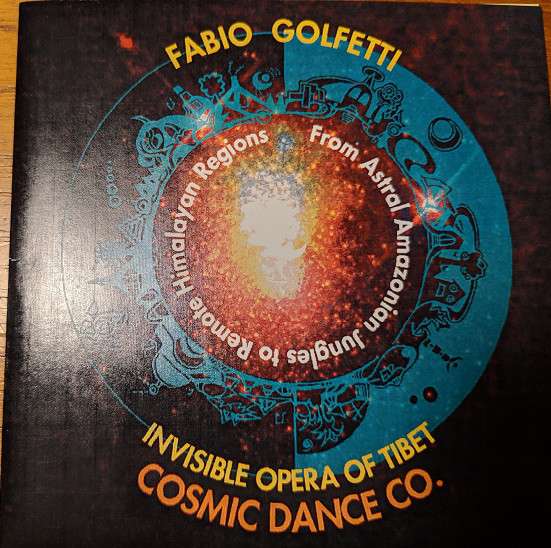 FABIO GOLFETTI
From Astral Amazonian Jungles to Remote Himalayan Regions
INVISIBLE OPERA OF TIBET
COSMIC DANCE CO.